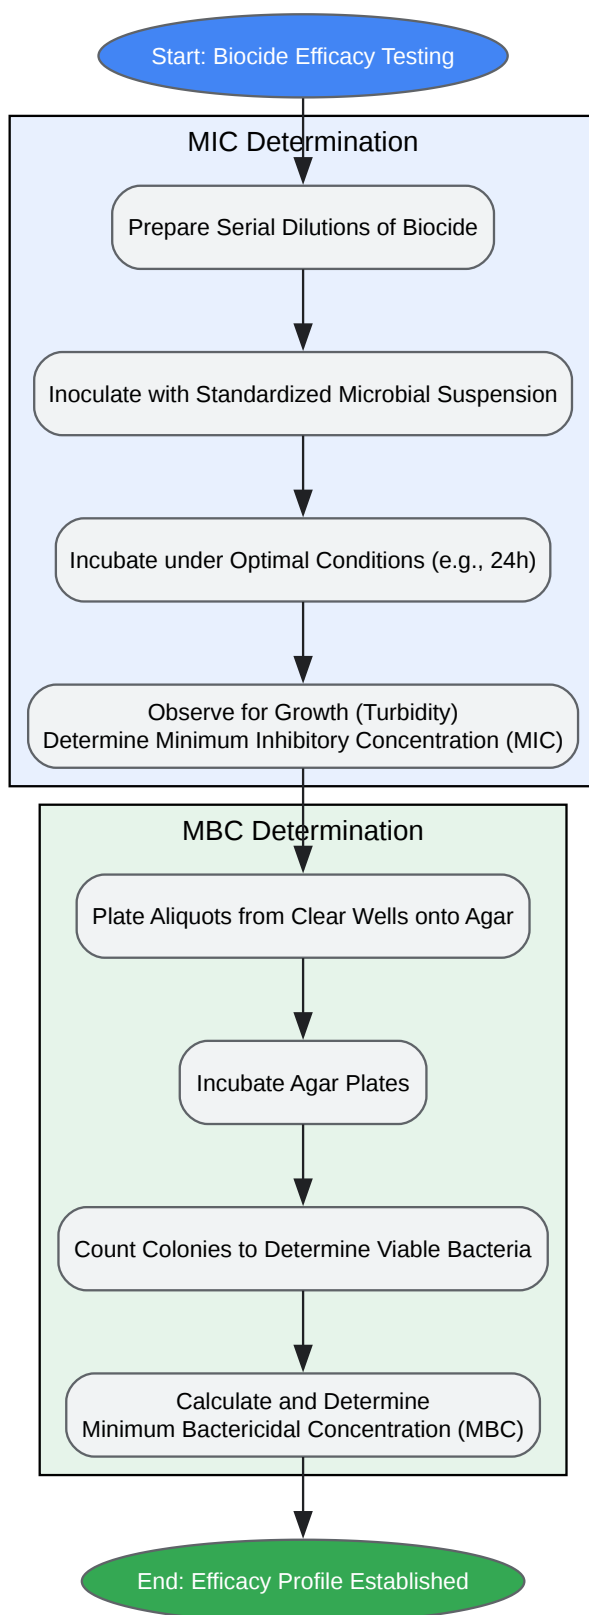 Start: Biocide Efficacy Testing
MIC Determination
Prepare Serial Dilutions of Biocide
Inoculate with Standardized Microbial Suspension
Incubate under Optimal Conditions (e.g., 24h)
Observe for Growth (Turbidity)
Determine Minimum Inhibitory Concentration (MIC)
MBC Determination
Plate Aliquots from Clear Wells onto Agar
Incubate Agar Plates
Count Colonies to Determine Viable Bacteria
Calculate and Determine
Minimum Bactericidal Concentration (MBC)
End: Efficacy Profile Established